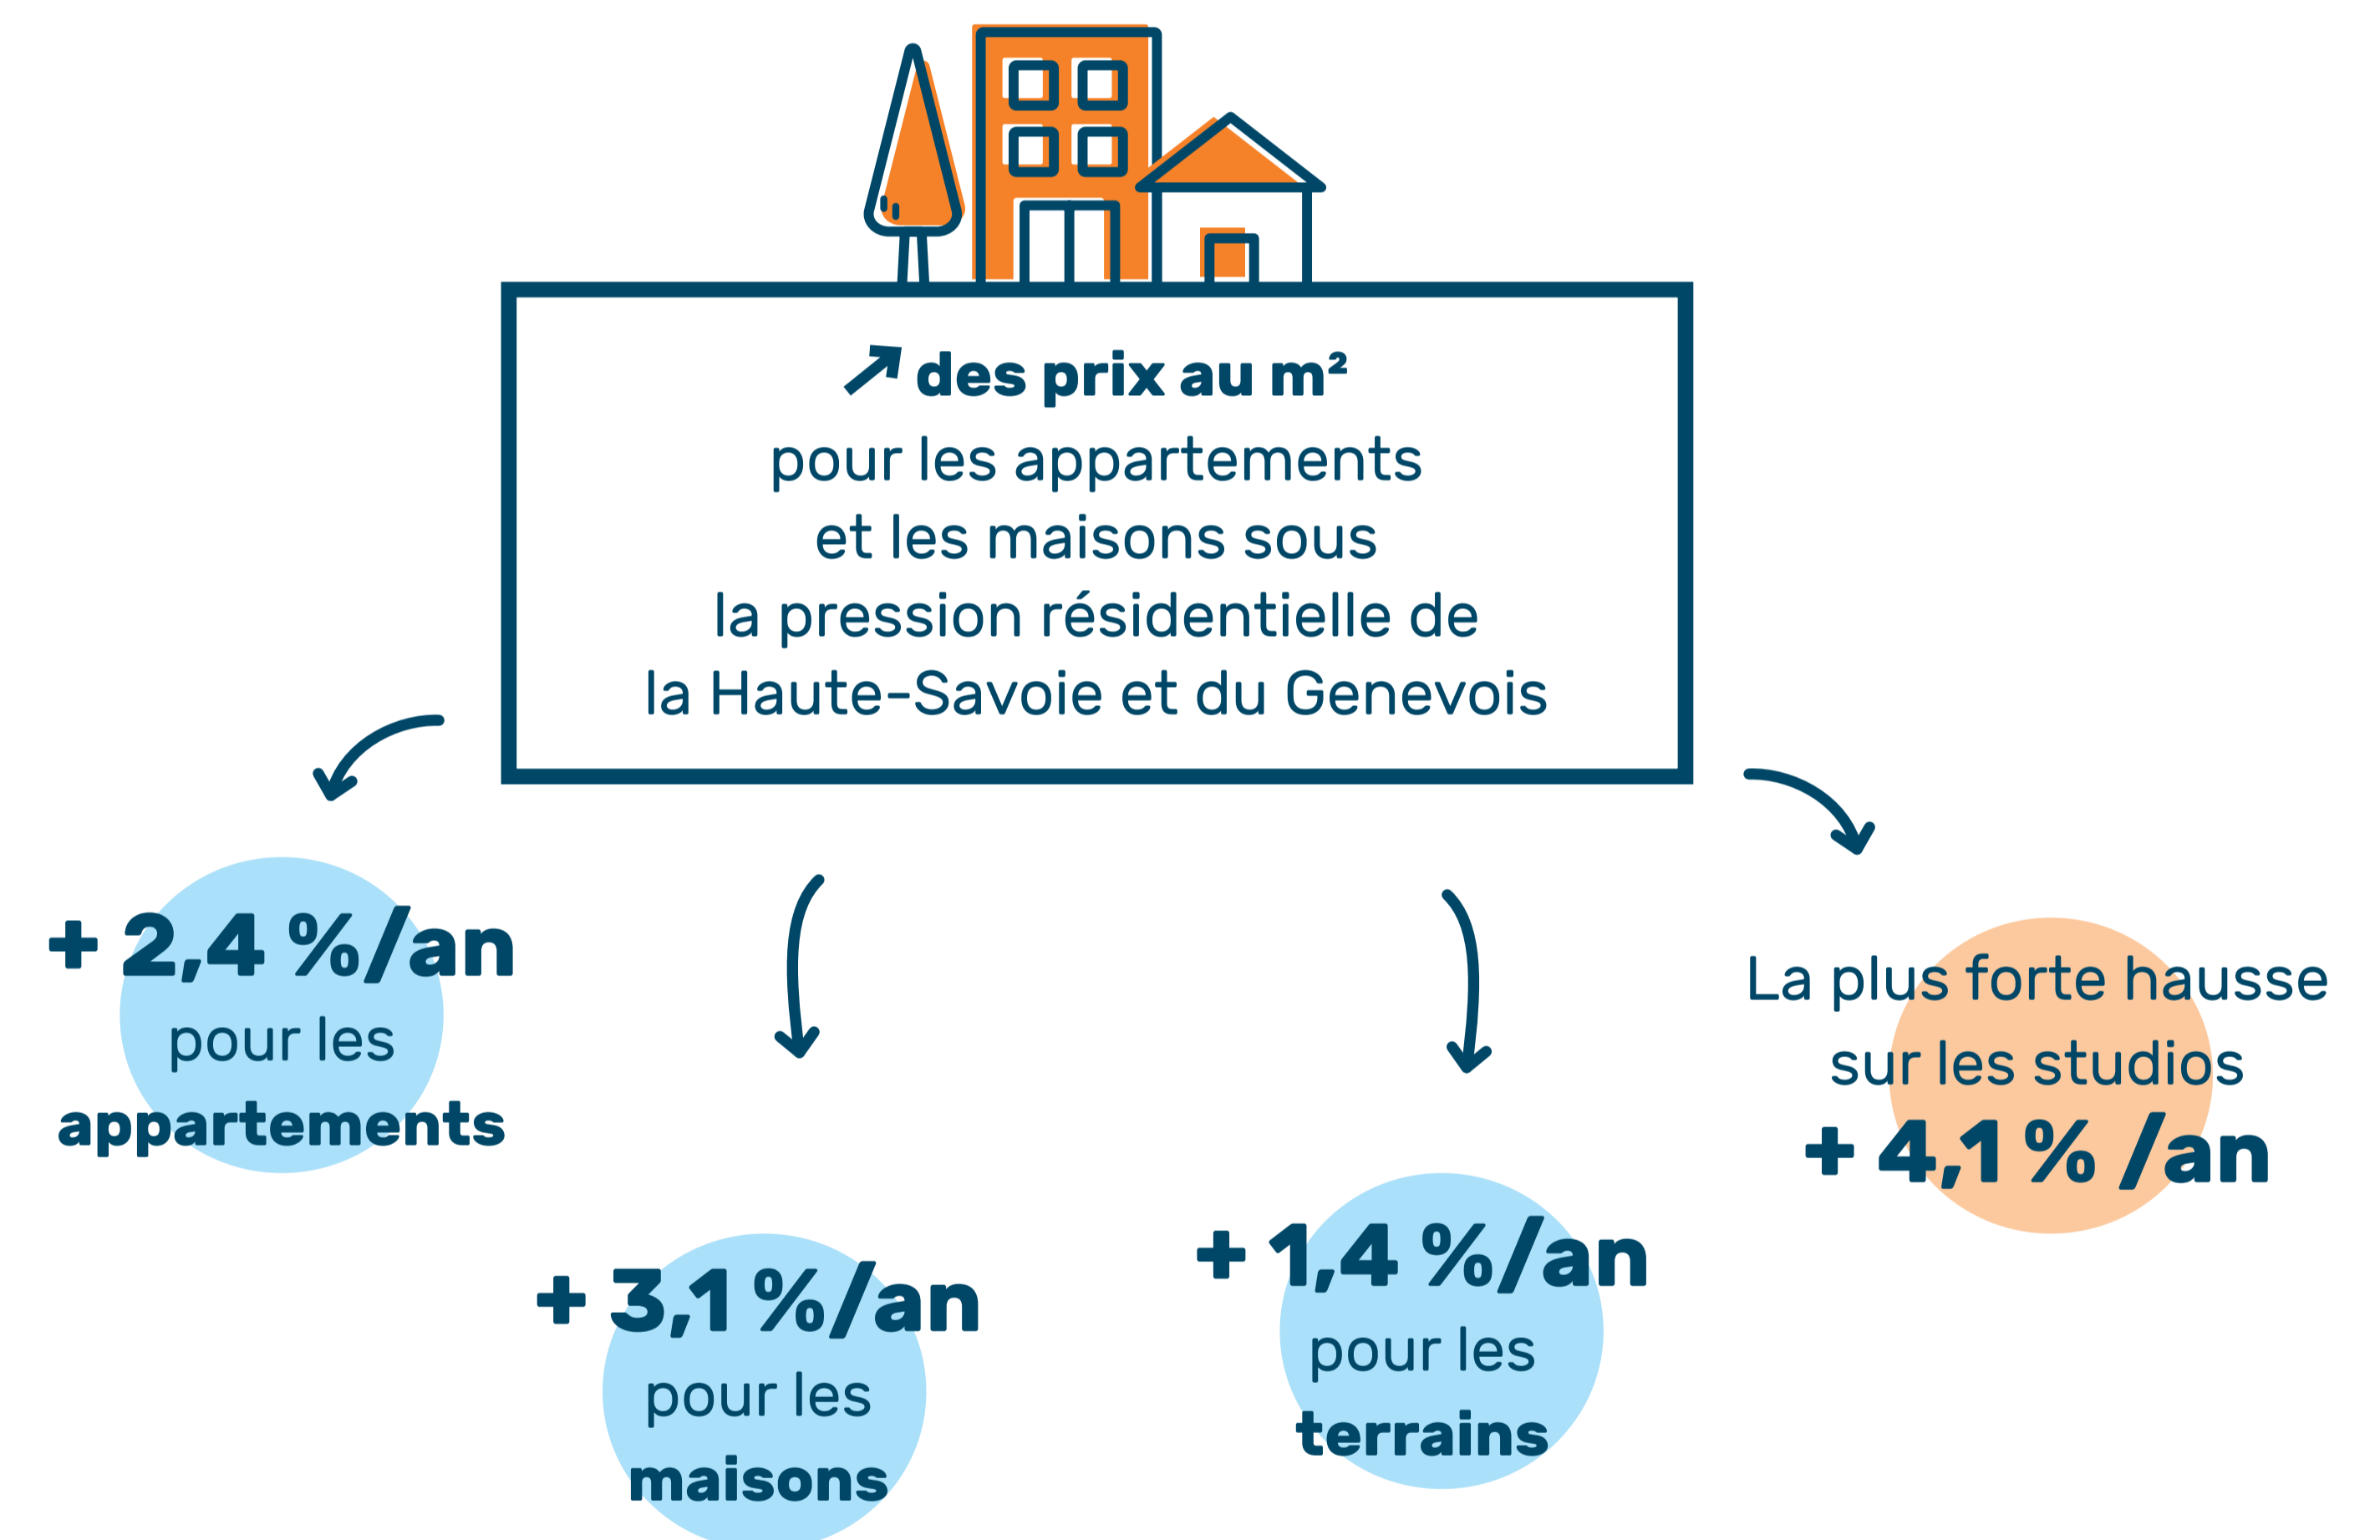 des prix au m²
pour les appartements
et les maisons sous
la pression résidentielle de
la Haute-Savoie et du Genevois
+ 2,4 %/an
pour les
appartements
+ 3,1 %/an
pour les
maisons
+ 1,4 %/an
pour les
terrains
La plus forte hausse
sur les studios
+ 4,1 % /an